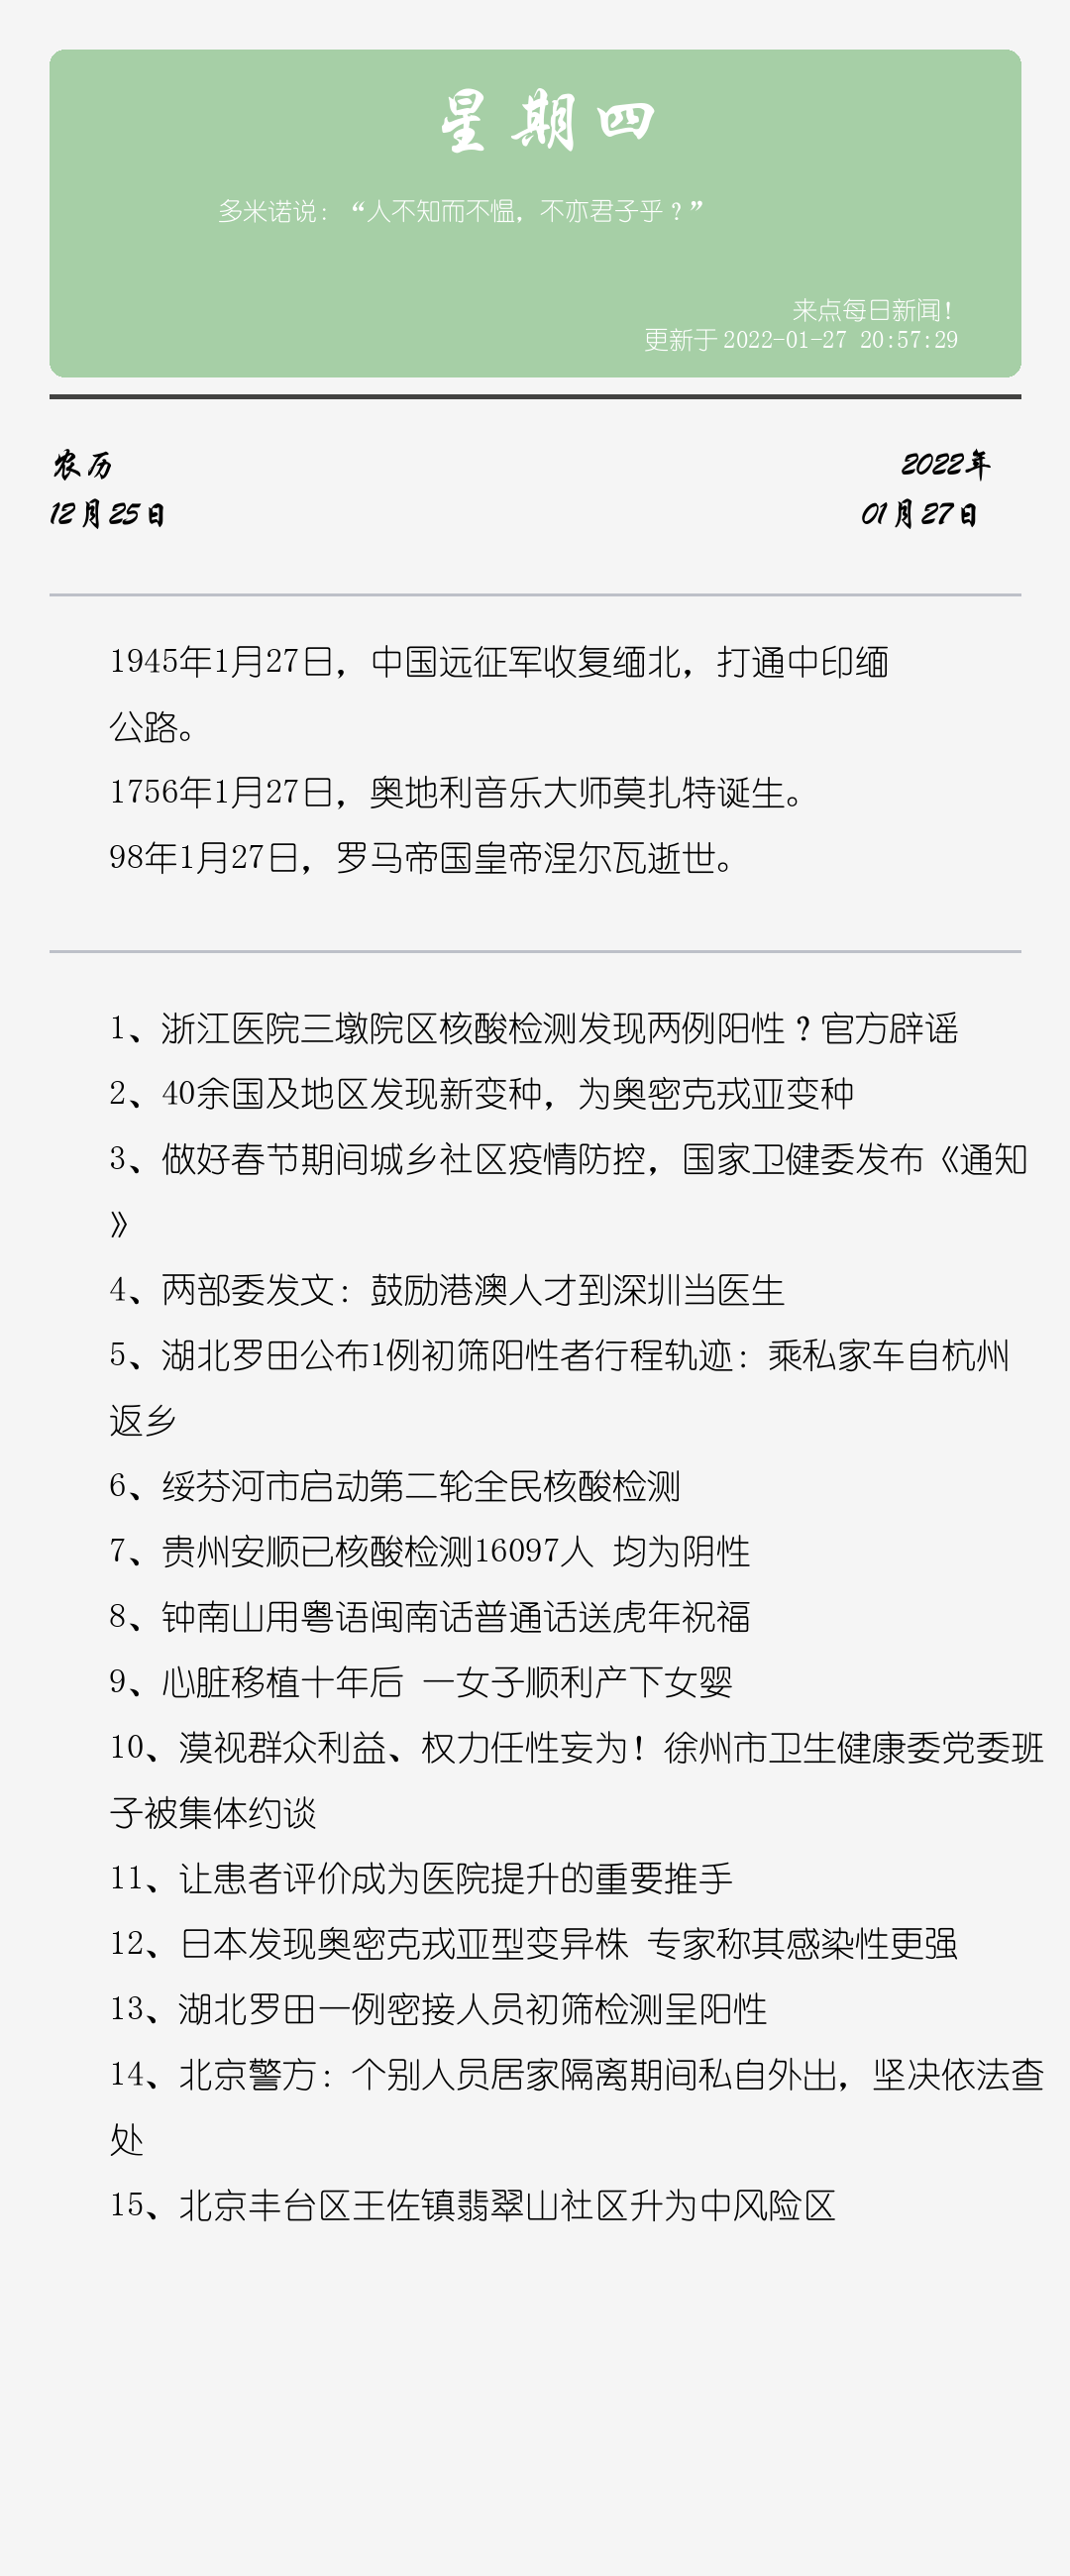 星期四
多米诺说：“人不知而不愠，不亦君子乎？”
来点每日新闻！
更新于 2022-01-27 20:57:29
农历
2022年
12月25日
01月27日
1945年1月27日，中国远征军收复缅北，打通中印缅
公路。
1756年1月27日，奥地利音乐大师莫扎特诞生。
98年1月27日，罗马帝国皇帝涅尔瓦逝世。
1、浙江医院三墩院区核酸检测发现两例阳性？官方辟谣
2、40余国及地区发现新变种，为奥密克戎亚变种
3、做好春节期间城乡社区疫情防控，国家卫健委发布《通知
》
4、两部委发文：鼓励港澳人才到深圳当医生
5、湖北罗田公布1例初筛阳性者行程轨迹：乘私家车自杭州
返乡
6、绥芬河市启动第二轮全民核酸检测
7、贵州安顺已核酸检测16097人 均为阴性
8、钟南山用粤语闽南话普通话送虎年祝福
9、心脏移植十年后 一女子顺利产下女婴
10、漠视群众利益、权力任性妄为！徐州市卫生健康委党委班
子被集体约谈
11、让患者评价成为医院提升的重要推手
12、日本发现奥密克戎亚型变异株 专家称其感染性更强
13、湖北罗田一例密接人员初筛检测呈阳性
14、北京警方：个别人员居家隔离期间私自外出，坚决依法查
处
15、北京丰台区王佐镇翡翠山社区升为中风险区